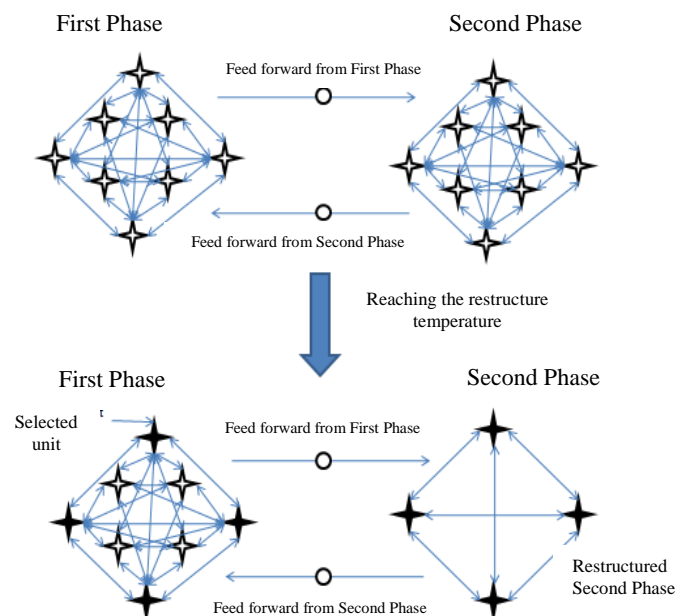 First Phase
Second Phase
Feed forward from First Phase
Feed forward from Second Phase
Reaching the restructure
temperature
First Phase
Second Phase
Selected
unit
t
Feed forward from First Phase
Restructured
Second Phase
Feed forward from Second Phase